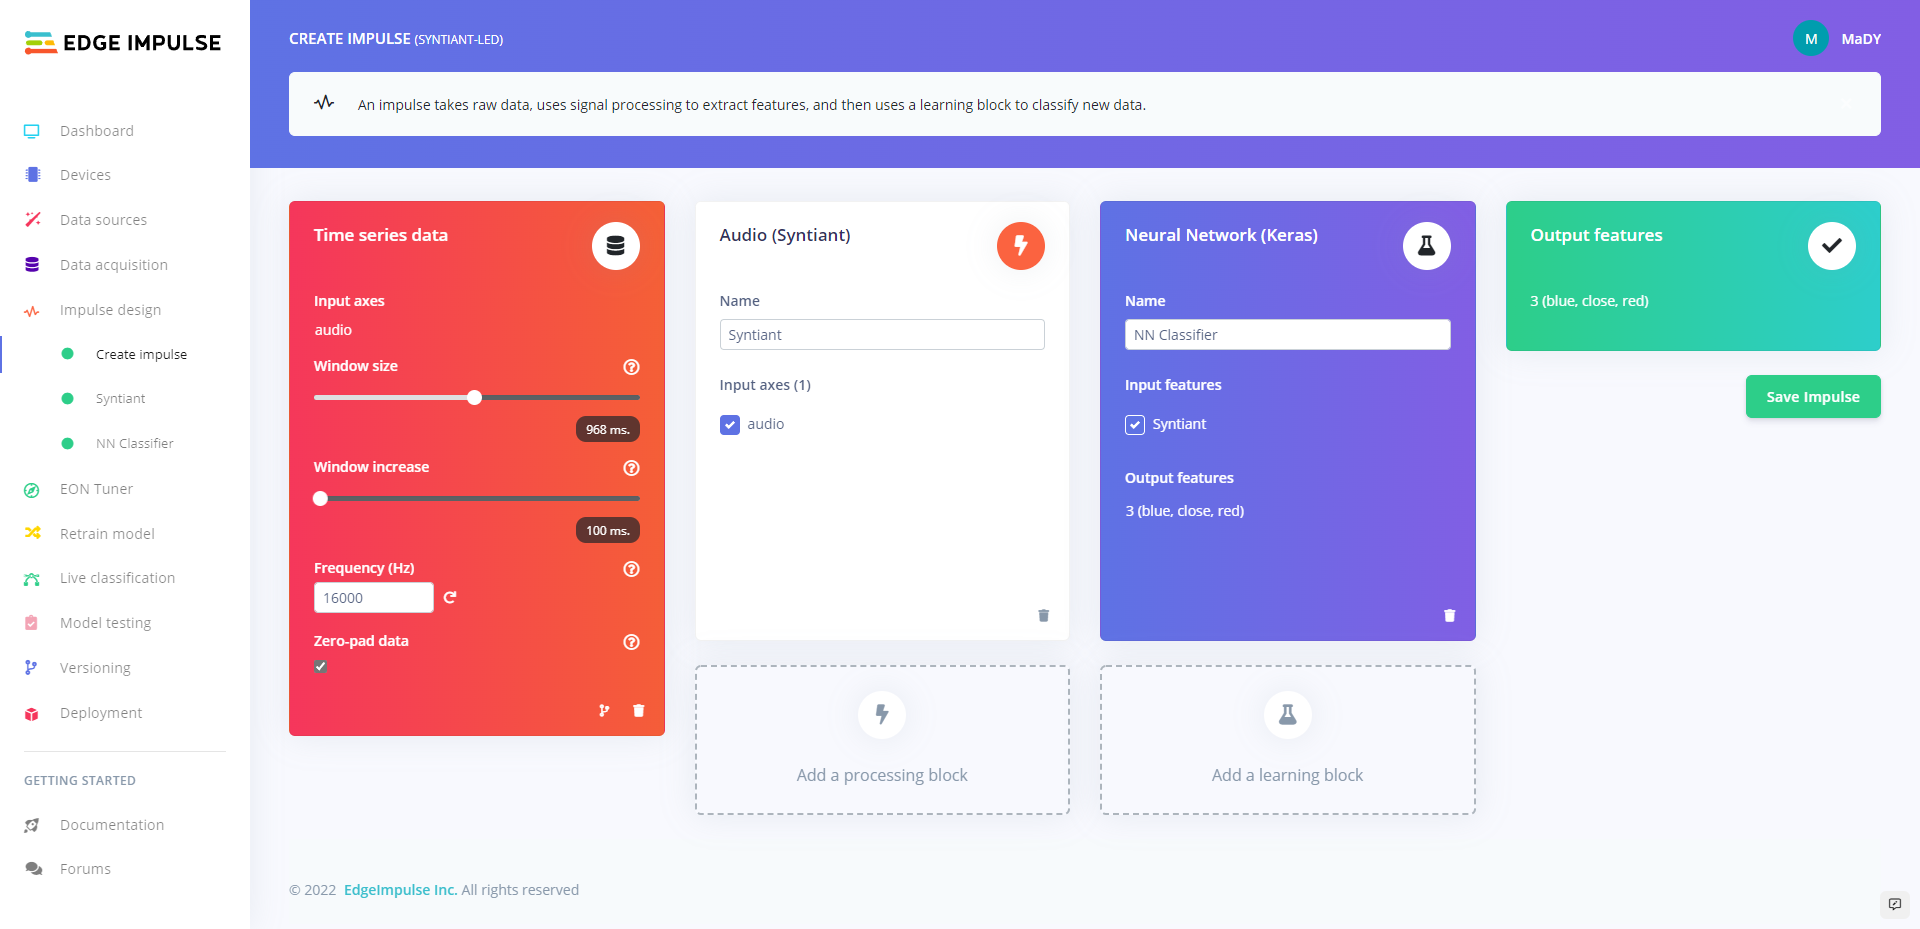 EDGE IMPULSE
Dashboard
Devices
Data sources
Data acquisition
Impulse design
Create impulse
Syntiant
NN Classifier
EON Tuner
Retrain model
Live classification
Model testing
Versioning
Deployment
GETTING STARTED
Documentation
Forums
CREATE IMPULSE (SYNTIANT-LED)
M MaDY
An impulse takes raw data, uses signal processing to extract features, and then uses a learning block to classify new data.
Time series data
Input axes
audio
Window size
968 ms.
Window increase
100 ms.
Frequency (Hz)
16000
Zero-pad data
Audio (Syntiant)
Name
Syntiant
Input axes (1)
audio
Add a processing block
Neural Network (Keras)
Name
NN Classifier
Input features
Syntiant
Output features
3 (blue, close, red)
Add a learning block
Output features
3 (blue, close, red)
Save Impulse
© 2022 EdgeImpulse Inc. All rights reserved